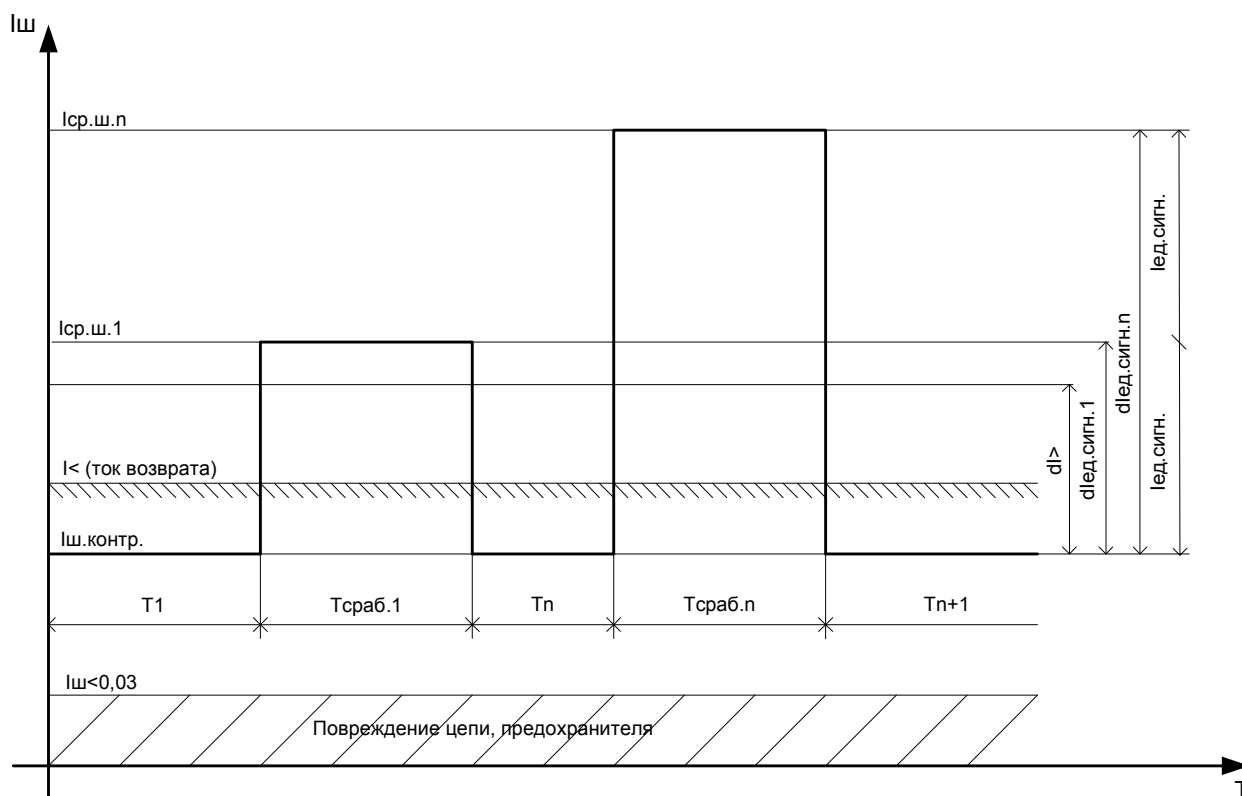 Iш
Iср.ш.n
Iср.ш.1
I< (ток возврата)
Iш.контр.
T1
Tсраб.1
Tn
Tсраб.n
Tn+1
dI>
dIед.сигн.1
dIед.сигн.n
Iед.сигн.
Iед.сигн.
Iш<0,03
Повреждение цепи, предохранителя
T